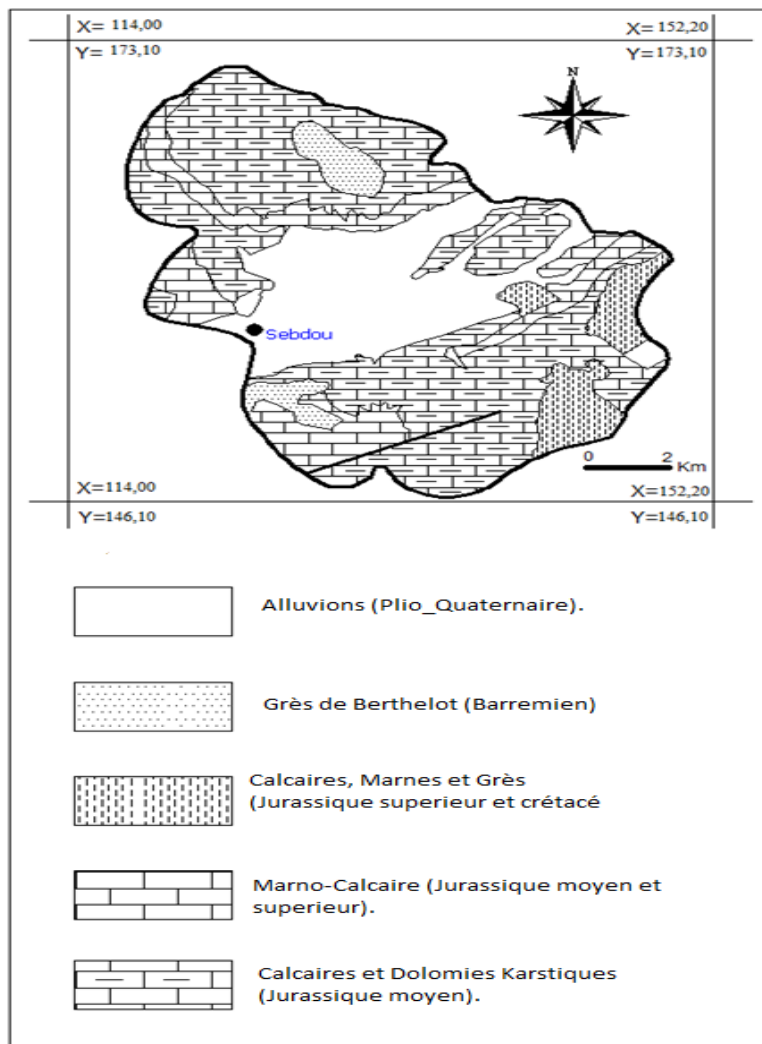 X= 114,00
X= 152,20
Y= 173,10
Y= 173,10
N
Sebdou
0 2
Km
X=114,00
X=152,20
Y=146,10
Y=146,10
Alluvions (Plio_Quaternaire).
Grès de Berthelot (Barremien)
Calcaires, Marnes et Grès
(Jurassique superieur et crétacé
Marno-Calcaire (Jurassique moyen et
superieur).
Calcaires et Dolomies Karstiques
(Jurassique moyen).